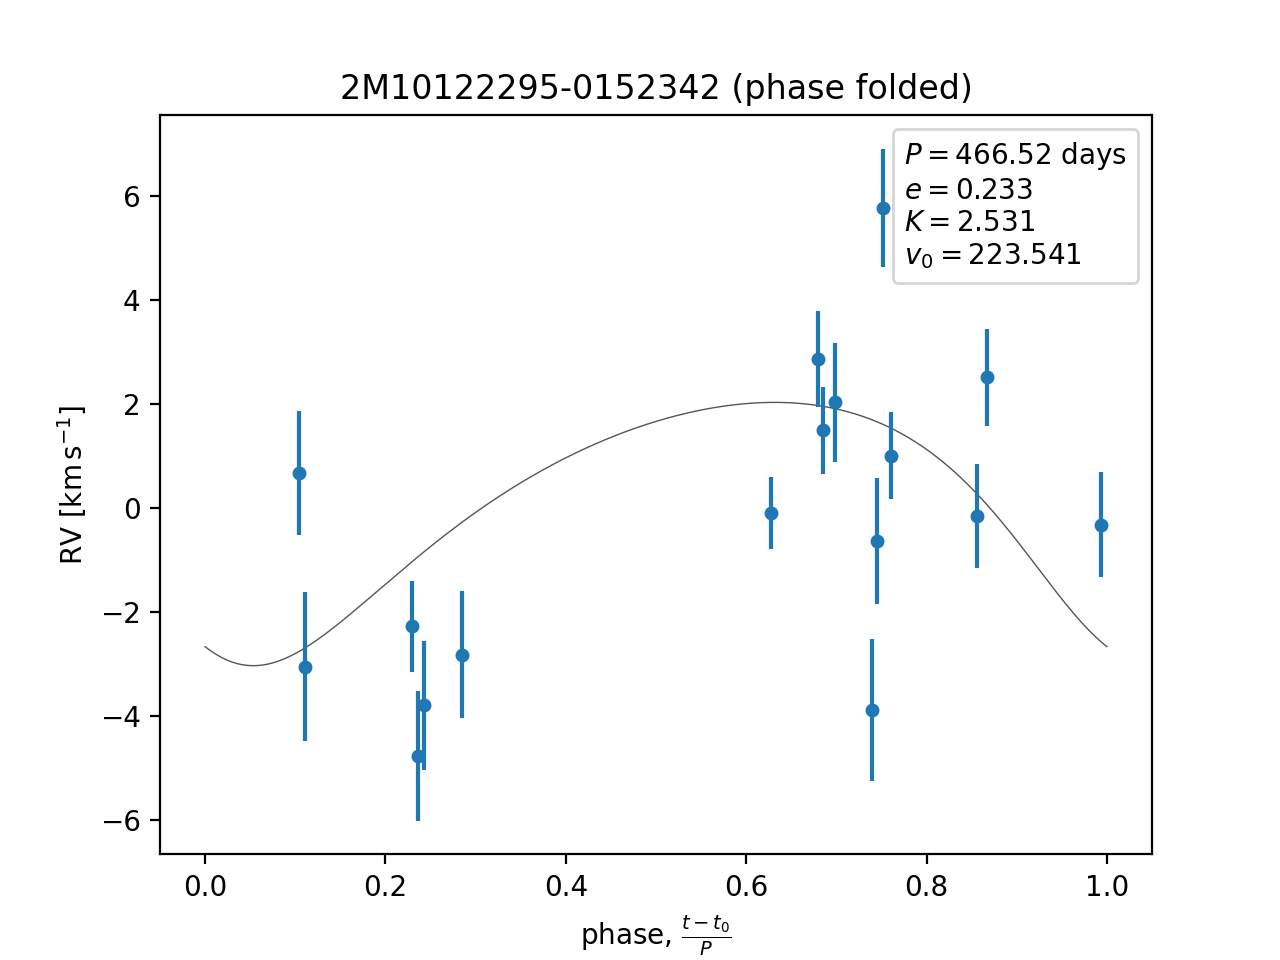 2M10122295-0152342 (phase folded)
P = 466.52 days
e = 0.233
K = 2.531
v₀ = 223.541
6
4
2
0
−2
−4
−6
RV [km s⁻¹]
0.0 0.2 0.4 0.6 0.8 1.0
phase, (t − t₀)/P